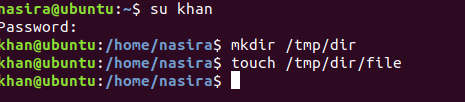 nasira@ubuntu:~$ su khan
Password:
khan@ubuntu:/home/nasira$ mkdir /tmp/dir
khan@ubuntu:/home/nasira$ touch /tmp/dir/file
khan@ubuntu:/home/nasira$